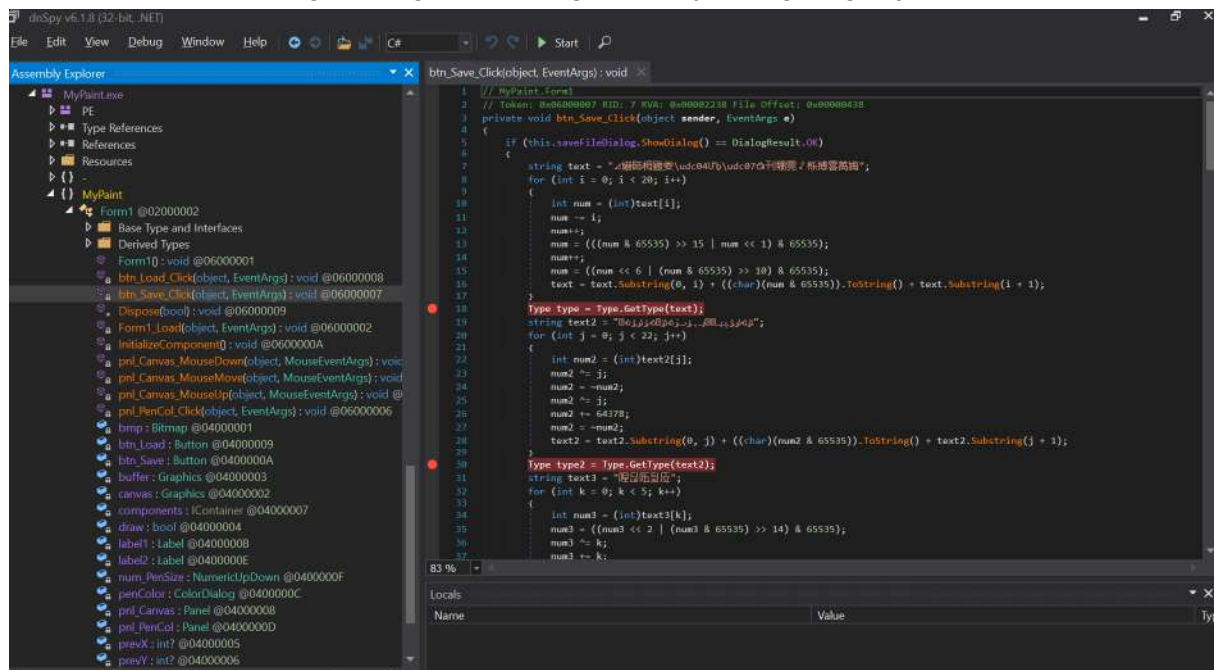 dnSpy v6.1.8 (32-bit, .NET)
File Edit View Debug Window Help C# Start
Assembly Explorer
MyPaint.exe
PE
Type References
References
Resources
{} -
{} MyPaint
Form1 @02000002
Base Type and Interfaces
Derived Types
Form1() : void @06000001
btn_Load_Click(object, EventArgs) : void @06000008
btn_Save_Click(object, EventArgs) : void @06000007
Dispose(bool) : void @06000009
Form1_Load(object, EventArgs) : void @06000002
InitializeComponent() : void @0600000A
pnl_Canvas_MouseDown(object, MouseEventArgs) : voic
pnl_Canvas_MouseMove(object, MouseEventArgs) : void
pnl_Canvas_MouseUp(object, MouseEventArgs) : void @
pnl_PenCol_Click(object, EventArgs) : void @06000006
bmp : Bitmap @04000001
btn_Load : Button @04000009
btn_Save : Button @0400000A
buffer : Graphics @04000003
canvas : Graphics @04000002
components : IContainer @04000007
draw : bool @04000004
label1 : Label @0400000B
label2 : Label @0400000E
num_PenSize : NumericUpDown @0400000F
penColor : ColorDialog @0400000C
pnl_Canvas : Panel @04000008
pnl_PenCol : Panel @0400000D
prevX : int? @04000005
prevY : int? @04000006
btn_Save_Click(object, EventArgs) : void
1 // MyPaint.Form1
2 // Token: 0x06000007 RID: 7 RVA: 0x00002238 File Offset: 0x00000438
3 private void btn_Save_Click(object sender, EventArgs e)
4 {
5 if (this.saveFileDialog.ShowDialog() == DialogResult.OK)
6 {
7 string text = "
8 for (int i = 0; i < 20; i++)
9 {
10 int num = (int)text[i];
11 num -= i;
12 num++;
13 num = (((num & 65535) >> 15 | num << 1) & 65535);
14 num++;
15 num = ((num << 6 | (num & 65535) >> 10) & 65535);
16 text = text.Substring(0, i) + ((char)(num & 65535)).ToString() + text.Substring(i + 1);
17 }
18 Type type = Type.GetType(text);
19 string text2 = "
20 for (int j = 0; j < 22; j++)
21 {
22 int num2 = (int)text2[j];
23 num2 ^= j;
24 num2 = ~num2;
25 num2 ^= j;
26 num2 += 64378;
27 num2 = ~num2;
28 text2 = text2.Substring(0, j) + ((char)(num2 & 65535)).ToString() + text2.Substring(j + 1);
29 }
30 Type type2 = Type.GetType(text2);
31 string text3 = "
32 for (int k = 0; k < 5; k++)
33 {
34 int num3 = (int)text3[k];
35 num3 = ((num3 << 2 | (num3 & 65535) >> 14) & 65535);
36 num3 ^= k;
37 num3 += k;
83 %
Locals
Name Value Ty